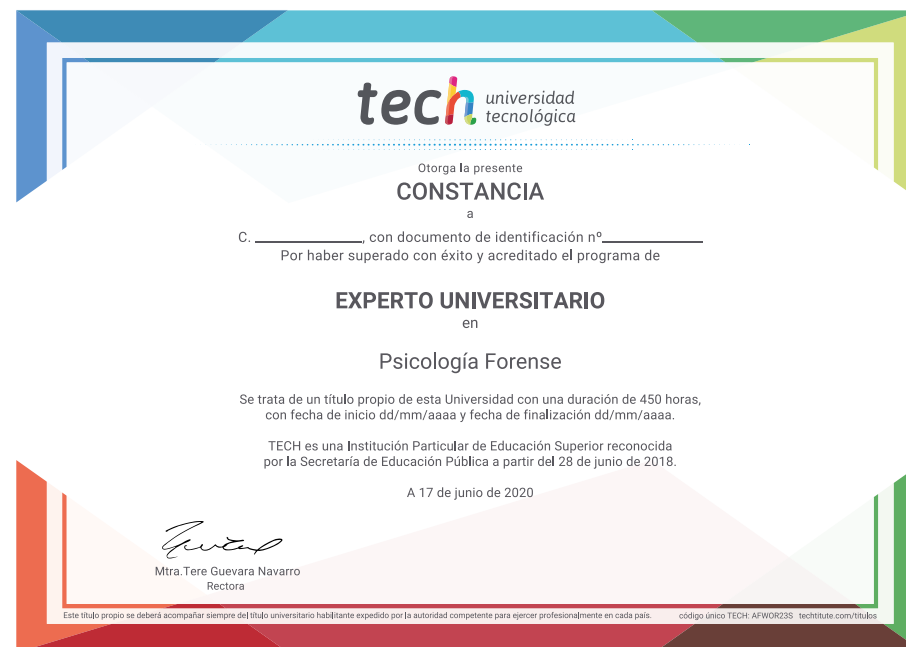 tech universidad
tecnológica
Otorga la presente
CONSTANCIA
a
C. ______________, con documento de identificación nº_____________
Por haber superado con éxito y acreditado el programa de
EXPERTO UNIVERSITARIO
en
Psicología Forense
Se trata de un título propio de esta Universidad con una duración de 450 horas,
con fecha de inicio dd/mm/aaaa y fecha de finalización dd/mm/aaaa.
TECH es una Institución Particular de Educación Superior reconocida
por la Secretaría de Educación Pública a partir del 28 de junio de 2018.
A 17 de junio de 2020
Mtra.Tere Guevara Navarro
Rectora
Este título propio se deberá acompañar siempre del título universitario habilitante expedido por la autoridad competente para ejercer profesionalmente en cada país. código único TECH: AFWOR23S techtitute.com/títulos